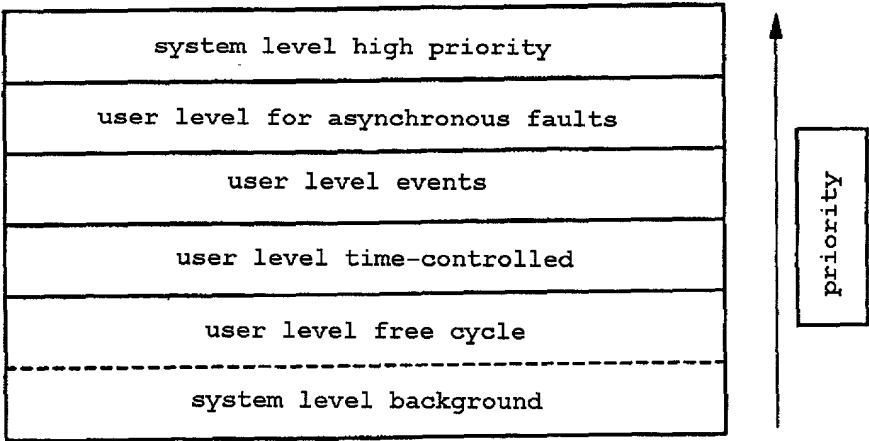 system level high priority
user level for asynchronous faults
user level events
user level time-controlled
user level free cycle
system level background
priority